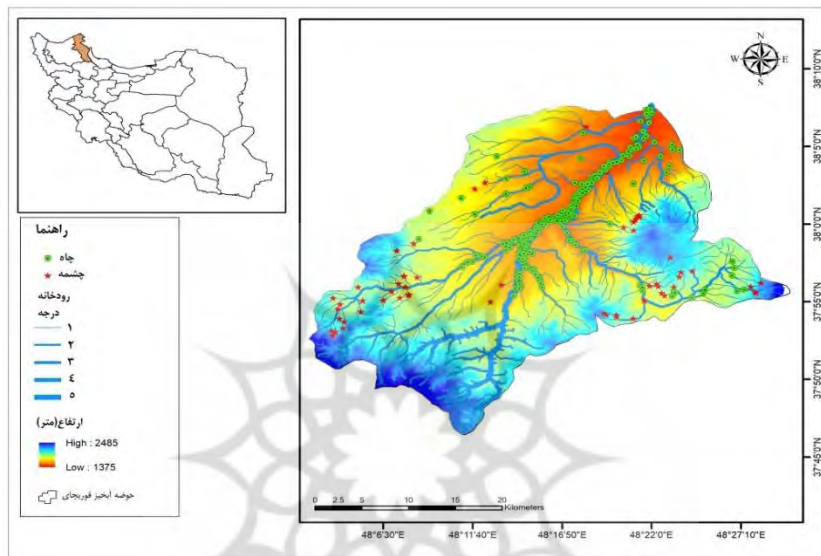 N
W E
S
راهنما
چاه
چشمه
رودخانه
درجه
۱
۲
۳
٤
٥
ارتفاع(متر)
High : 2485
Low : 1375
حوضه آبخیز قوریچای
38°10'0"N
38°5'0"N
38°0'0"N
37°55'0"N
37°50'0"N
37°45'0"N
0 2.5 5 10 15 20
Kilometers
48°6'30"E 48°11'40"E 48°16'50"E 48°22'0"E 48°27'10"E